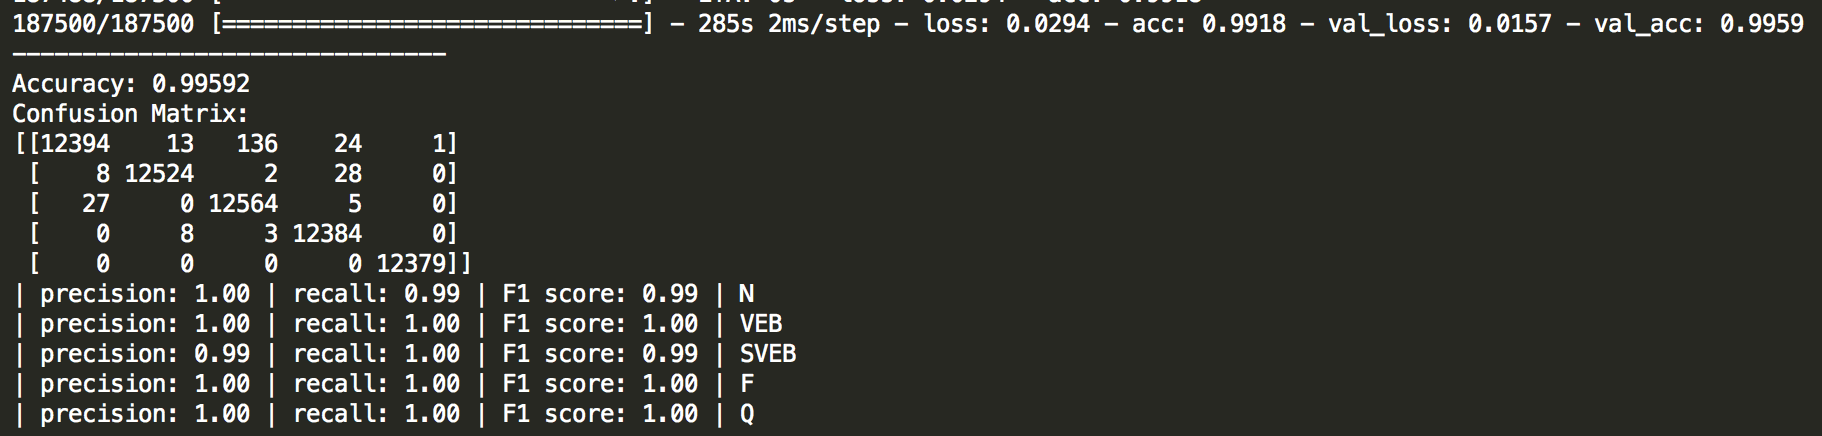 187500/187500 [==============================] - 285s 2ms/step - loss: 0.0294 - acc: 0.9918 - val_loss: 0.0157 - val_acc: 0.9959
-------------------------------
Accuracy: 0.99592
Confusion Matrix:
[[12394    13   136    24     1]
 [    8 12524     2    28     0]
 [   27     0 12564     5     0]
 [    0     8     3 12384     0]
 [    0     0     0     0 12379]]
| precision: 1.00 | recall: 0.99 | F1 score: 0.99 | N
| precision: 1.00 | recall: 1.00 | F1 score: 1.00 | VEB
| precision: 0.99 | recall: 1.00 | F1 score: 0.99 | SVEB
| precision: 1.00 | recall: 1.00 | F1 score: 1.00 | F
| precision: 1.00 | recall: 1.00 | F1 score: 1.00 | Q